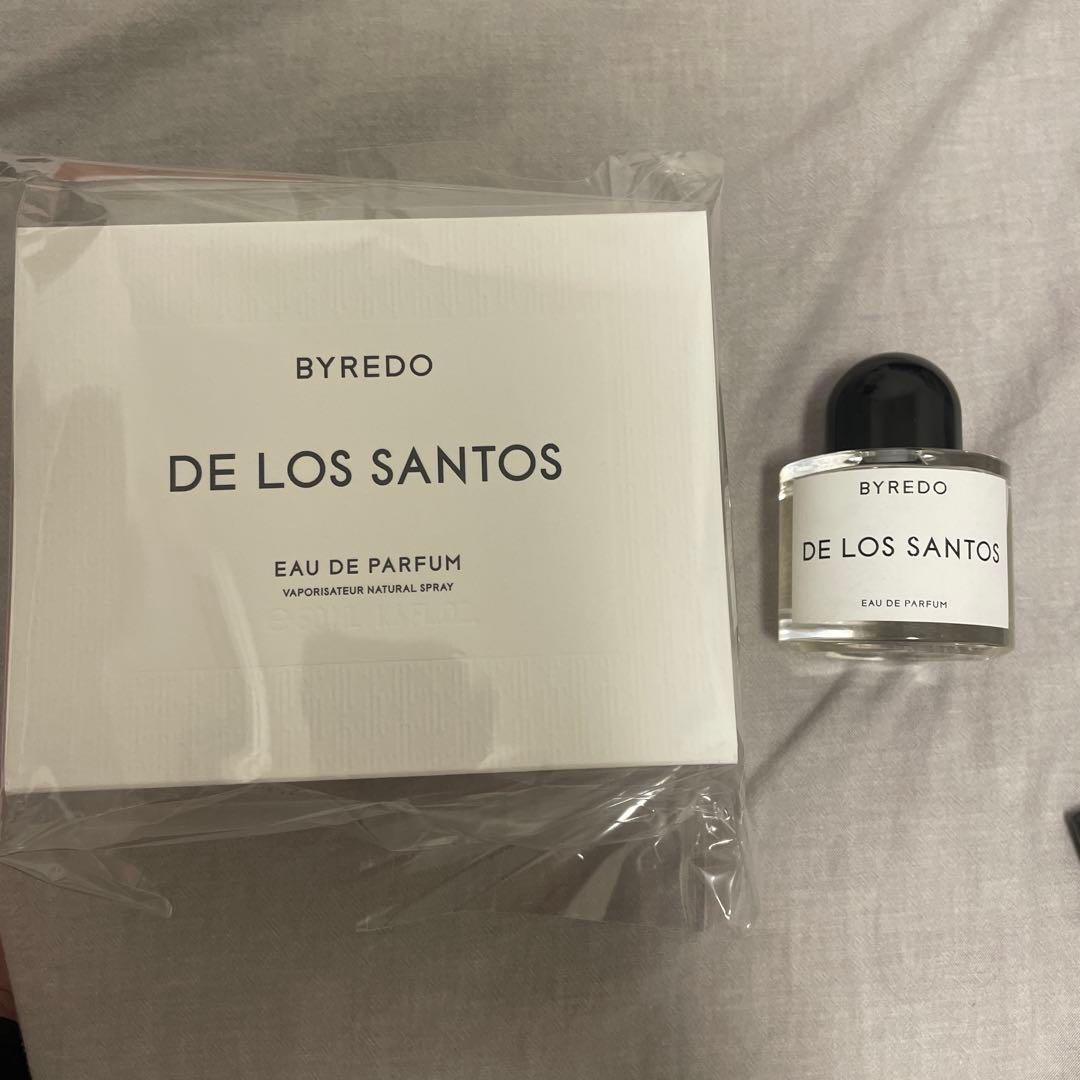 BYREDO
DE LOS SANTOS
EAU DE PARFUM
VAPORISATEUR NATURAL SPRAY
BYREDO
DE LOS SANTOS
EAU DE PARFUM